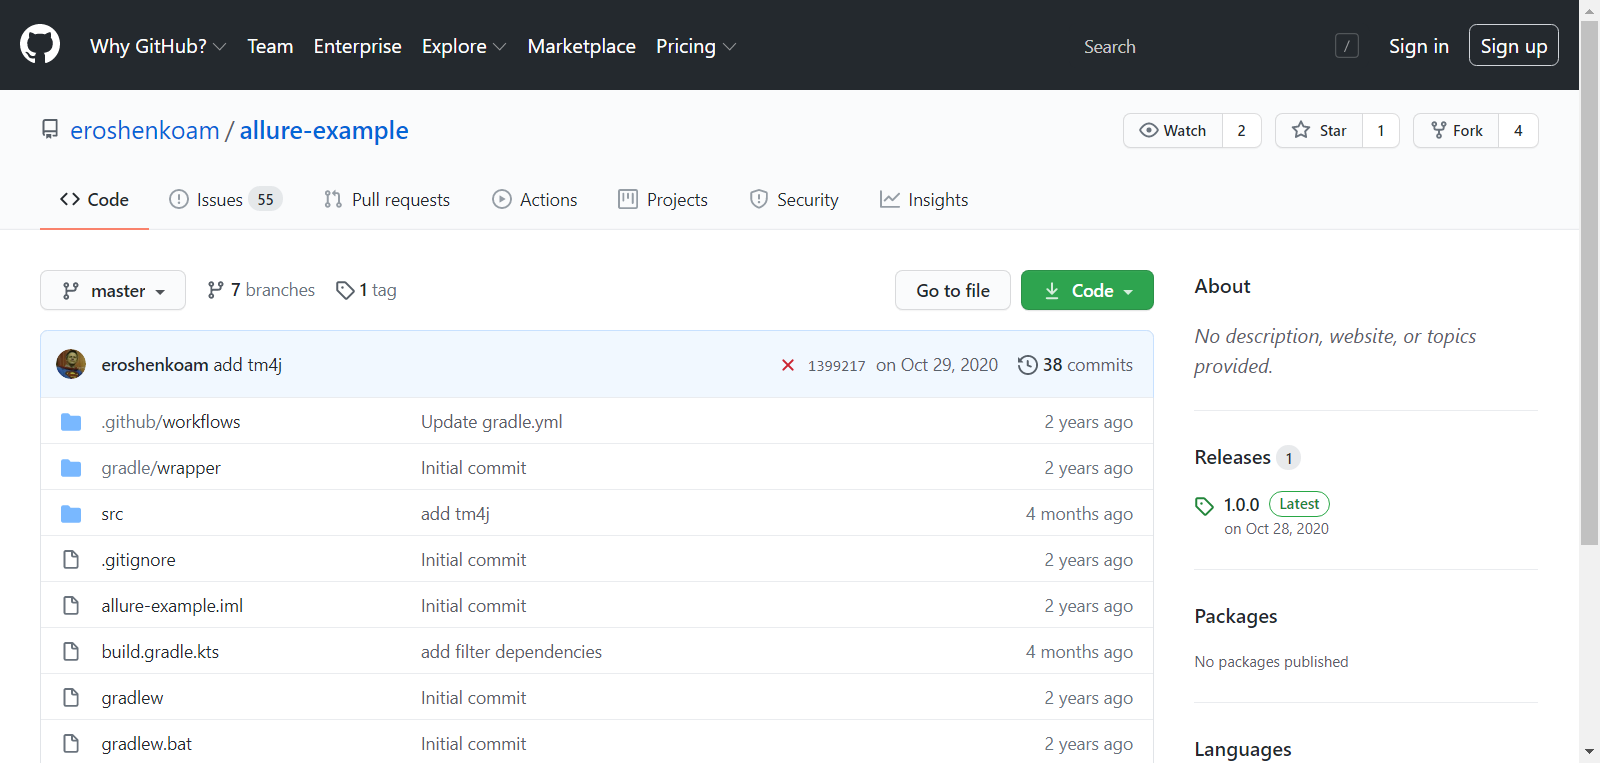 Why GitHub? Team Enterprise Explore Marketplace Pricing Search / Sign in Sign up
eroshenkoam / allure-example Watch 2 Star 1 Fork 4
Code Issues 55 Pull requests Actions Projects Security Insights
master 7 branches 1 tag Go to file Code
eroshenkoam add tm4j 1399217 on Oct 29, 2020 38 commits
.github/workflows Update gradle.yml 2 years ago
gradle/wrapper Initial commit 2 years ago
src add tm4j 4 months ago
.gitignore Initial commit 2 years ago
allure-example.iml Initial commit 2 years ago
build.gradle.kts add filter dependencies 4 months ago
gradlew Initial commit 2 years ago
gradlew.bat Initial commit 2 years ago
About
No description, website, or topics
provided.
Releases 1
1.0.0 Latest
on Oct 28, 2020
Packages
No packages published
Languages